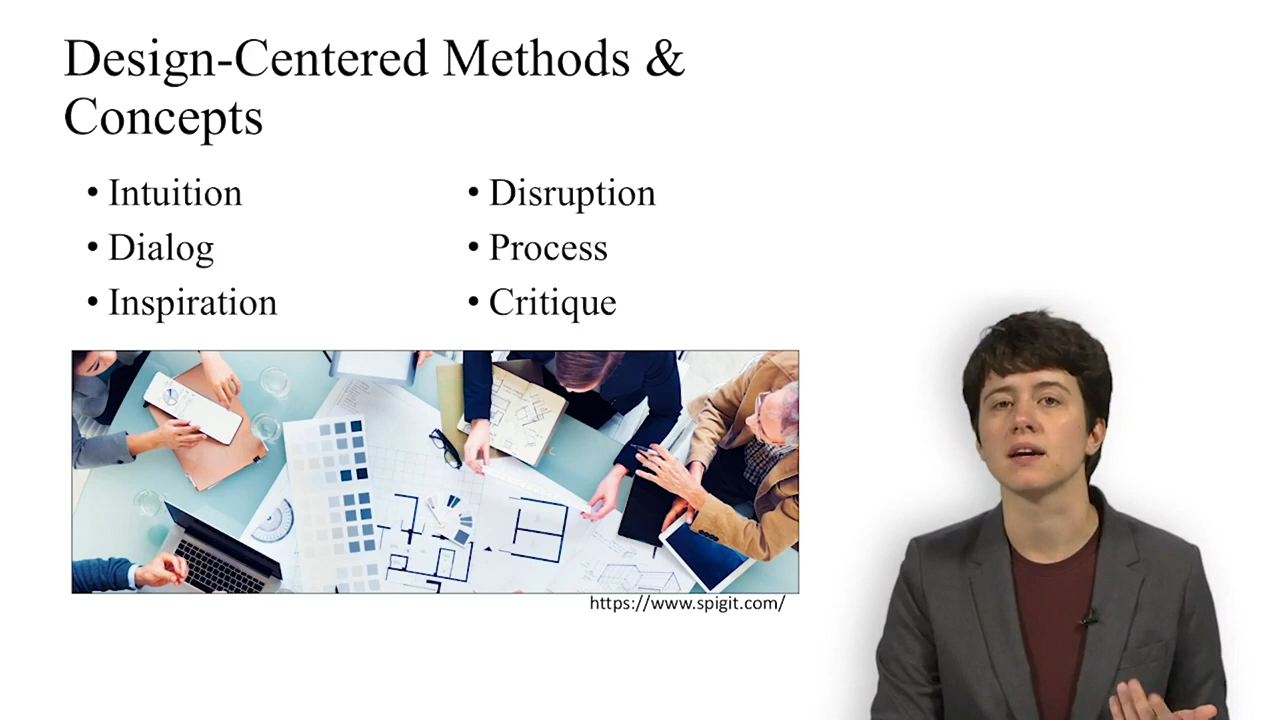 Design-Centered Methods &
Concepts
• Intuition
• Dialog
• Inspiration
• Disruption
• Process
• Critique
https://www.spigit.com/